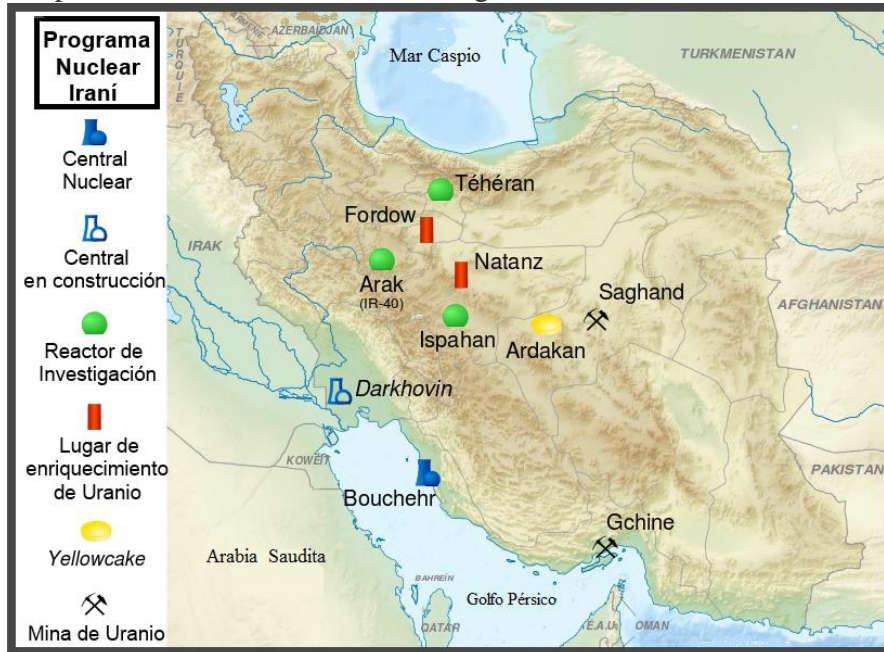 Programa
Nuclear
Iraní
Central
Nuclear
Central
en construcción
Reactor de
Investigación
Lugar de
enriquecimiento
de Uranio
Yellowcake
Mina de Uranio
AZERBAIDJAN
TURQUIE
Mar Caspio
TURKMENISTAN
Téhéran
Fordow
IRAK
Natanz
Arak
(IR-40)
Saghand
AFGHANISTAN
Ispahan
Ardakan
Darkhovin
KOWEIT
PAKISTAN
Bouchehr
Gchine
Arabia Saudita
BAHREÏN
Golfo Pérsico
QATAR
E.A.U.
OMAN